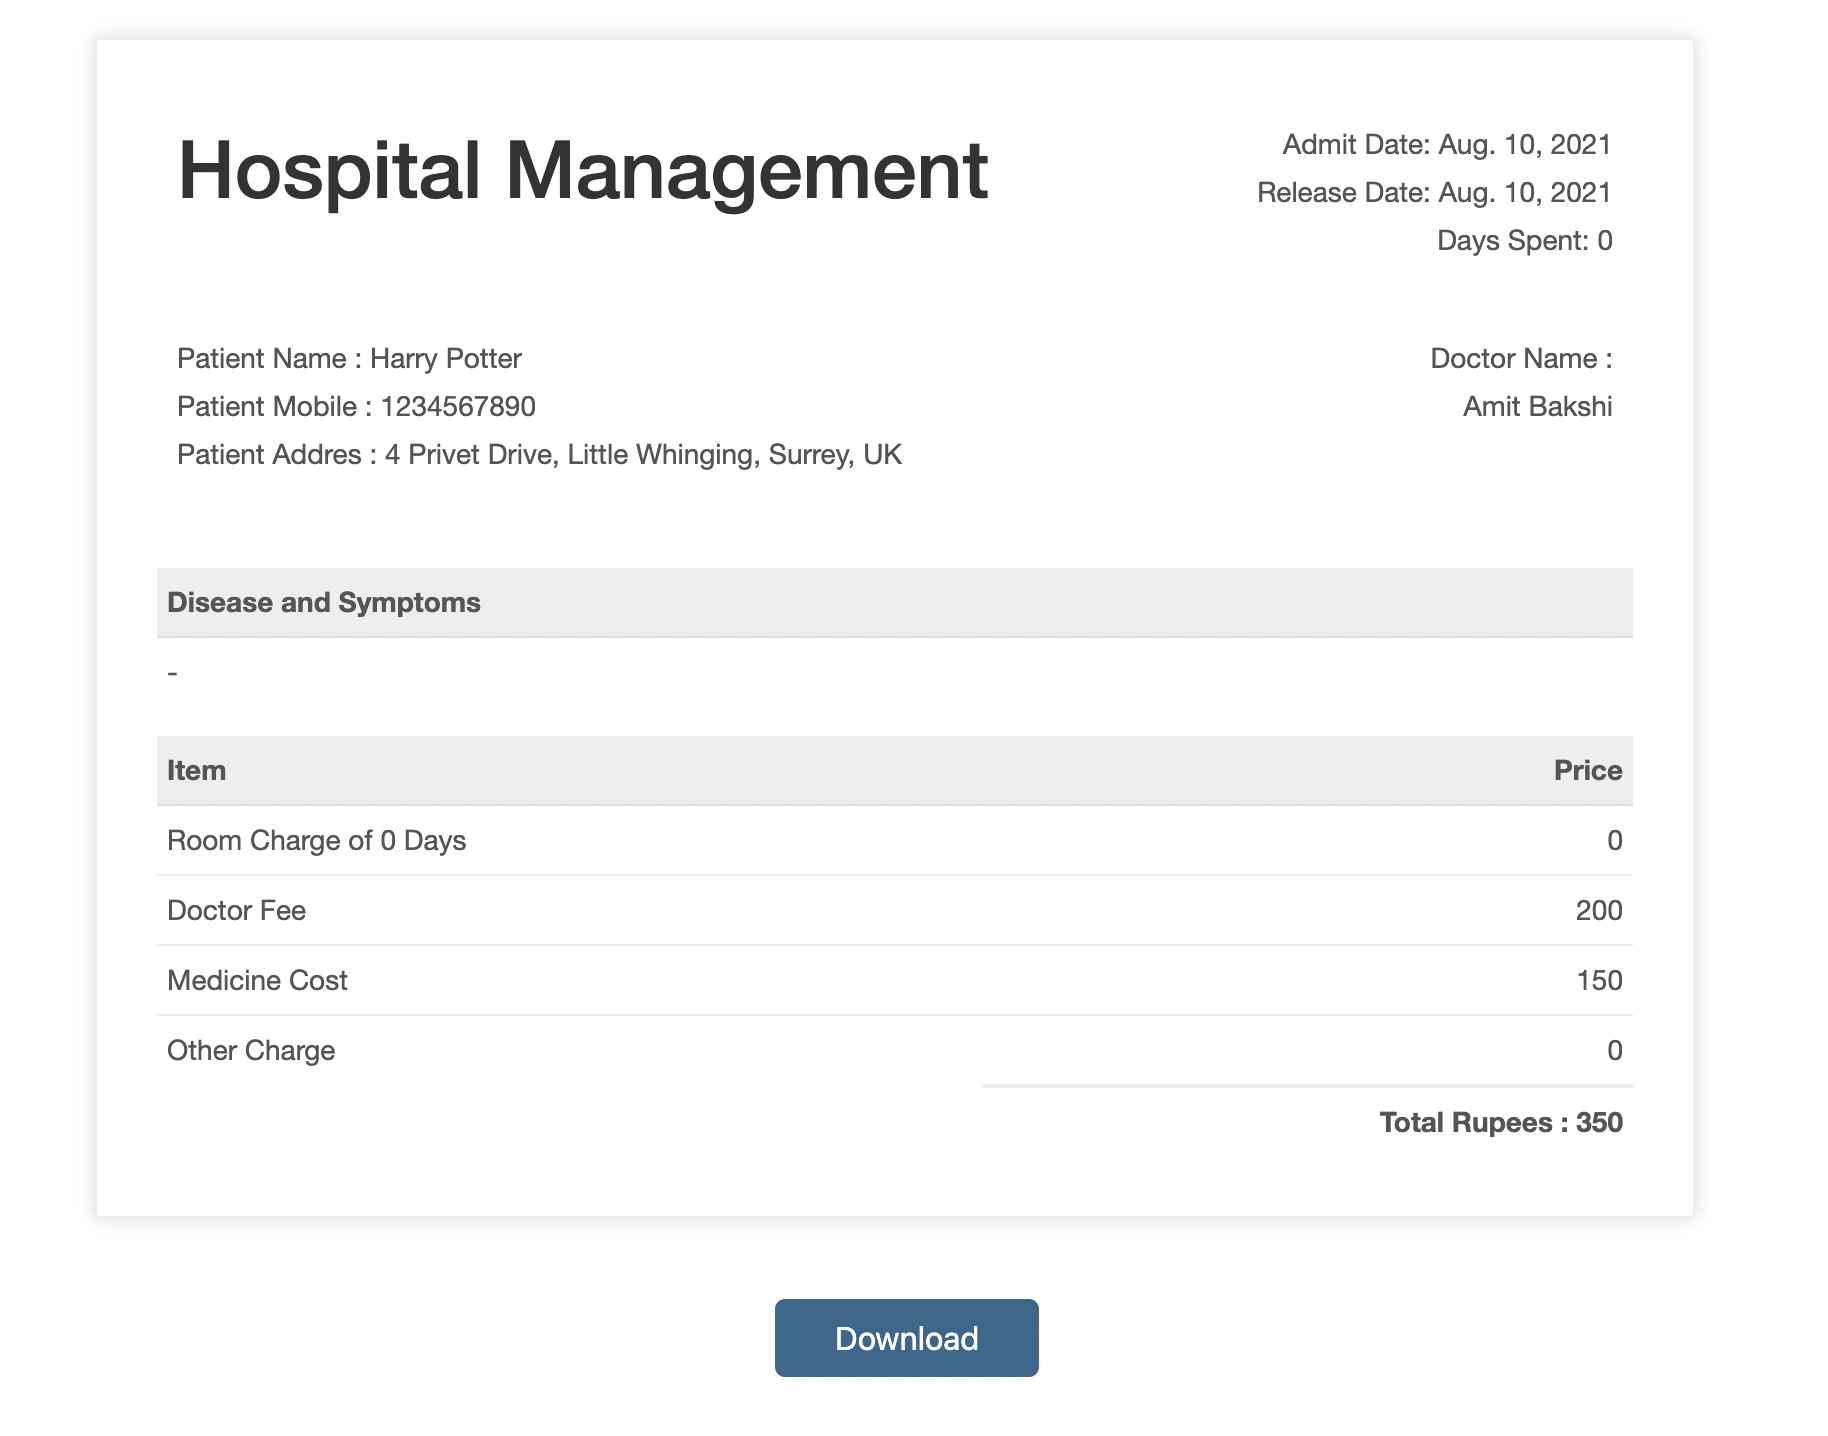 Hospital Management
Admit Date: Aug. 10, 2021
Release Date: Aug. 10, 2021
Days Spent: 0
Patient Name : Harry Potter
Patient Mobile : 1234567890
Patient Addres : 4 Privet Drive, Little Whinging, Surrey, UK
Doctor Name :
Amit Bakshi
Disease and Symptoms
-
Item Price
Room Charge of 0 Days 0
Doctor Fee 200
Medicine Cost 150
Other Charge 0
Total Rupees : 350
Download